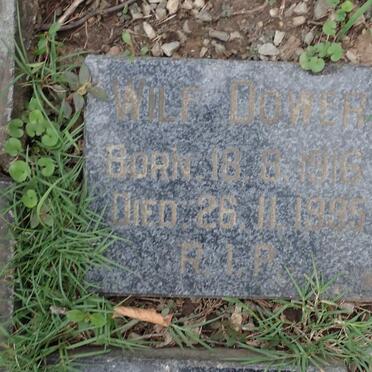 WILF DOWER
BORN 18. 8. 1916
DIED 26. 11. 1995
R.I.P.